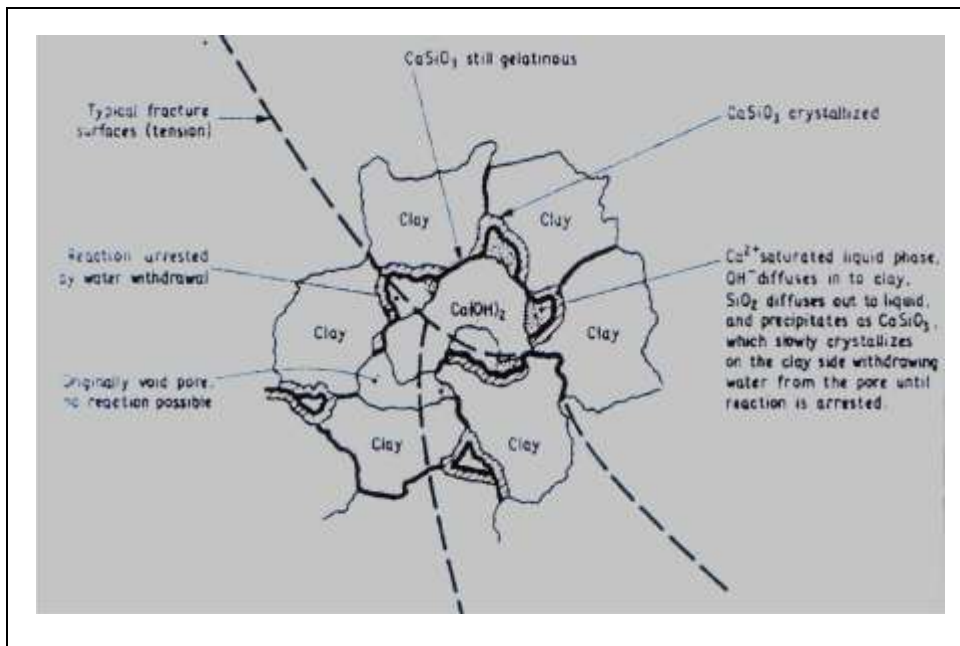 CaSiO₃ still gelatinous
Typical fracture
surfaces (tension)
CaSiO₃ crystallized
Clay
Clay
Reaction arrested
by water withdrawal
Ca²⁺ saturated liquid phase,
OH⁻ diffuses in to clay,
SiO₂ diffuses out to liquid,
and precipitates as CaSiO₃,
which slowly crystallizes
on the clay side withdrawing
water from the pore until
reaction is arrested.
Ca(OH)₂
Clay
Clay
Originally void pore,
no reaction possible
Clay
Clay